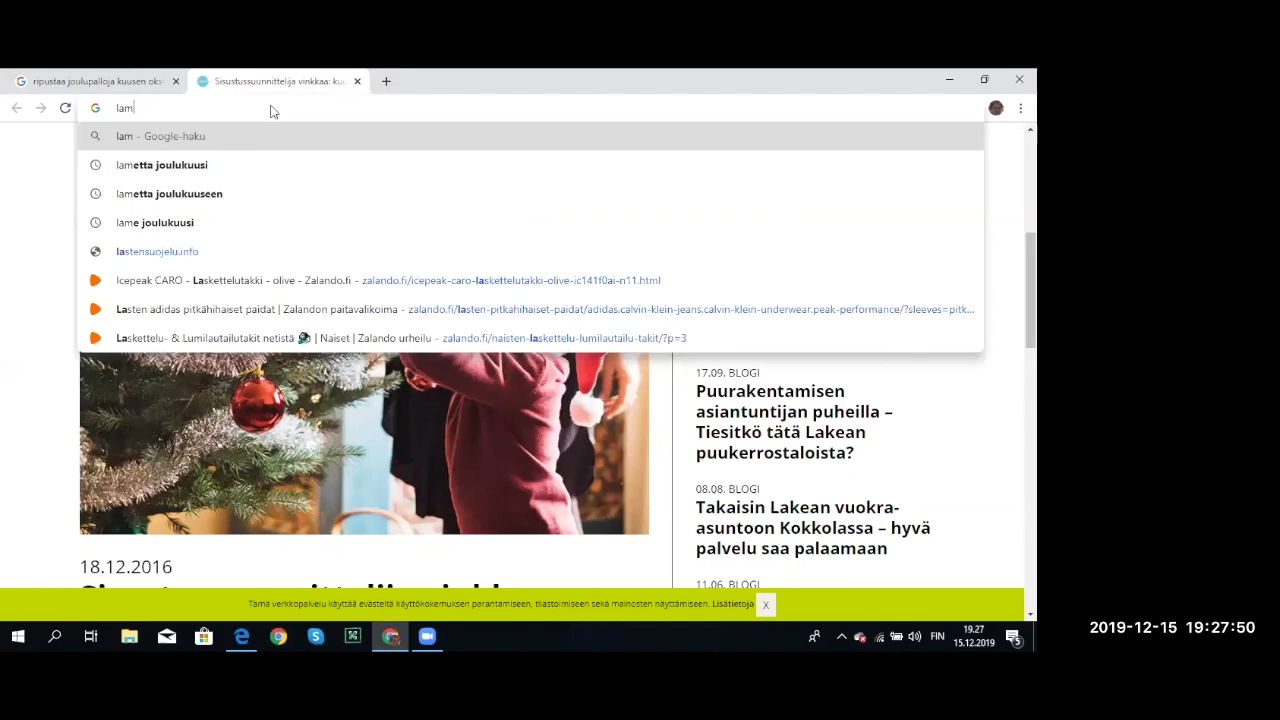 ripustaa joulupalloja kuusen oks
Sisustussuunnittelija vinkkaa: kuu
lam
lam - Google-haku
lametta joulukuusi
lametta joulukuuseen
lame joulukuusi
lastensuojelu.info
Icepeak CARO - Laskettelutakki - olive - Zalando.fi - zalando.fi/icepeak-caro-laskettelutakki-olive-ic141f0ai-n11.html
Lasten adidas pitkähihaiset paidat | Zalandon paitavalikoima - zalando.fi/lasten-pitkahihaiset-paidat/adidas.calvin-klein-jeans.calvin-klein-underwear.peak-performance/?sleeves=pitk...
Laskettelu- & Lumilautailutakit netistä | Naiset | Zalando urheilu - zalando.fi/naisten-laskettelu-lumilautailu-takit/?p=3
17.09. BLOGI
Puurakentamisen
asiantuntijan puheilla –
Tiesitkö tätä Lakean
puukerrostaloista?
08.08. BLOGI
Takaisin Lakean vuokra-
asuntoon Kokkolassa – hyvä
palvelu saa palaamaan
18.12.2016
11.06. BLOGI
Tämä verkkopalvelu käyttää evästeitä käyttökokemuksen parantamiseen, tilastoimiseen sekä mainosten näyttämiseen. Lisätietoja
X
FIN
19.27
15.12.2019
5
2019-12-15 19:27:50